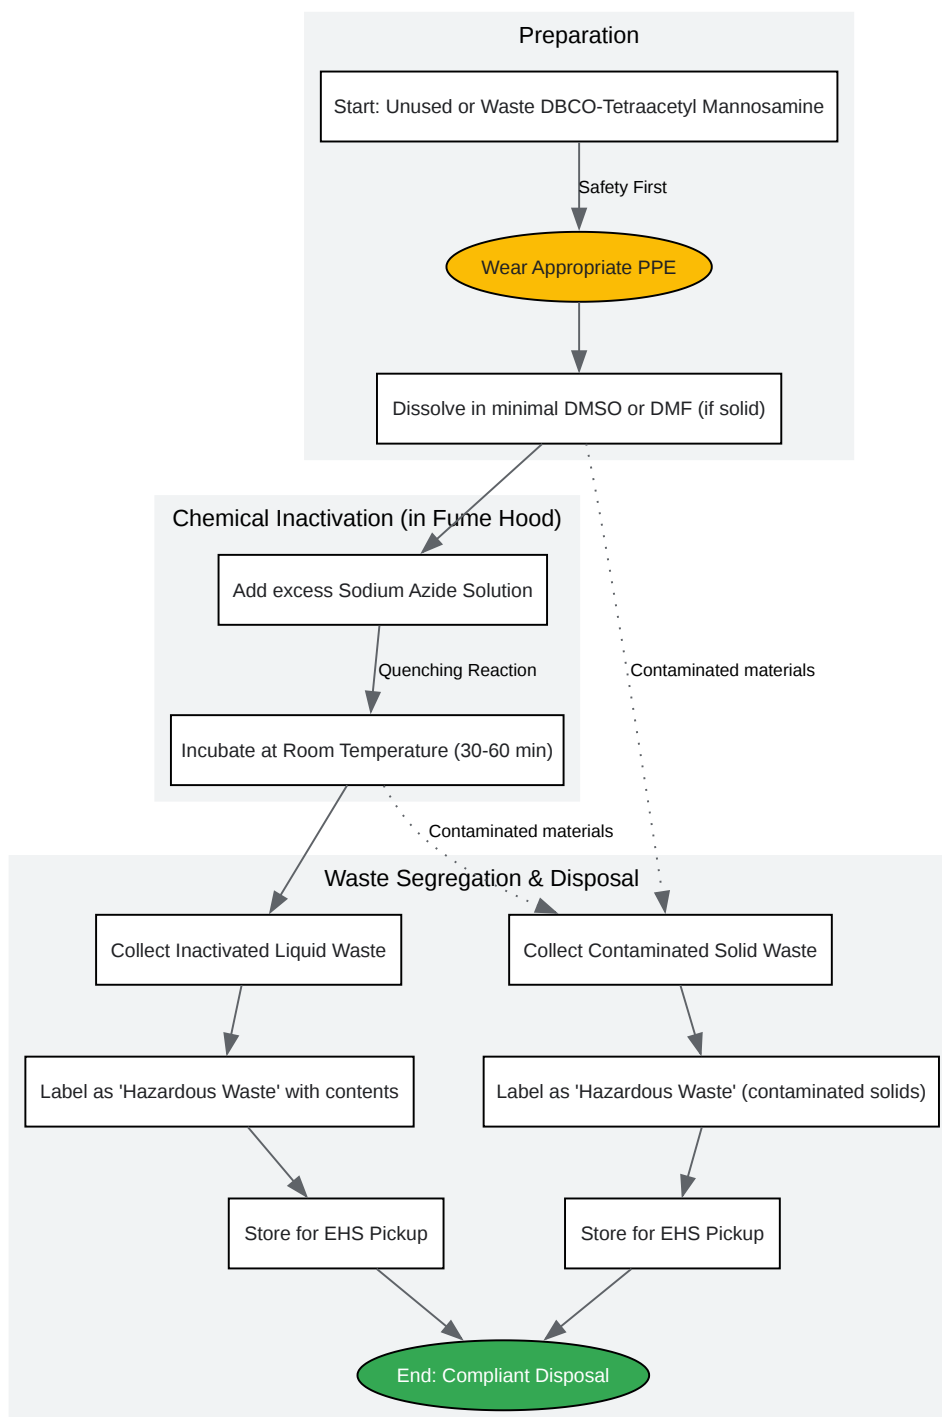 Preparation
Start: Unused or Waste DBCO-Tetraacetyl Mannosamine
Safety First
Wear Appropriate PPE
Dissolve in minimal DMSO or DMF (if solid)
Chemical Inactivation (in Fume Hood)
Add excess Sodium Azide Solution
Quenching Reaction
Contaminated materials
Incubate at Room Temperature (30-60 min)
Contaminated materials
Waste Segregation & Disposal
Collect Inactivated Liquid Waste
Collect Contaminated Solid Waste
Label as 'Hazardous Waste' with contents
Label as 'Hazardous Waste' (contaminated solids)
Store for EHS Pickup
Store for EHS Pickup
End: Compliant Disposal